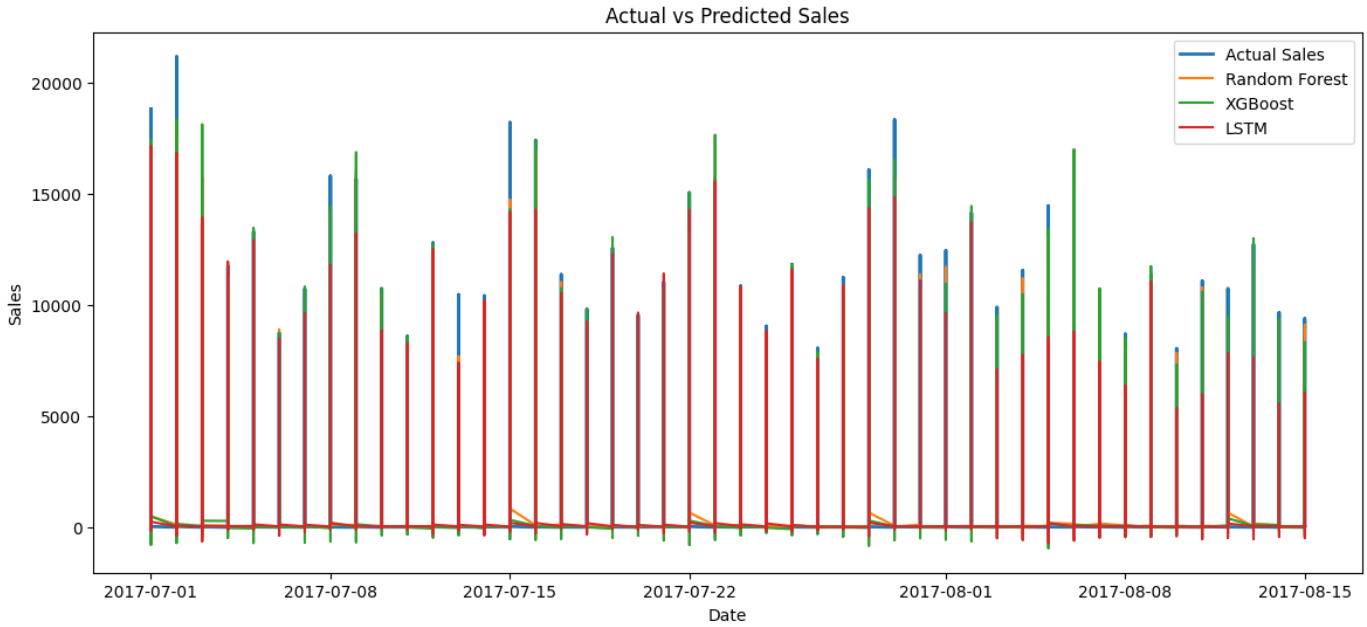 Actual vs Predicted Sales
Actual Sales
Random Forest
XGBoost
LSTM
Sales
20000
15000
10000
5000
0
2017-07-01 2017-07-08 2017-07-15 2017-07-22 2017-08-01 2017-08-08 2017-08-15
Date